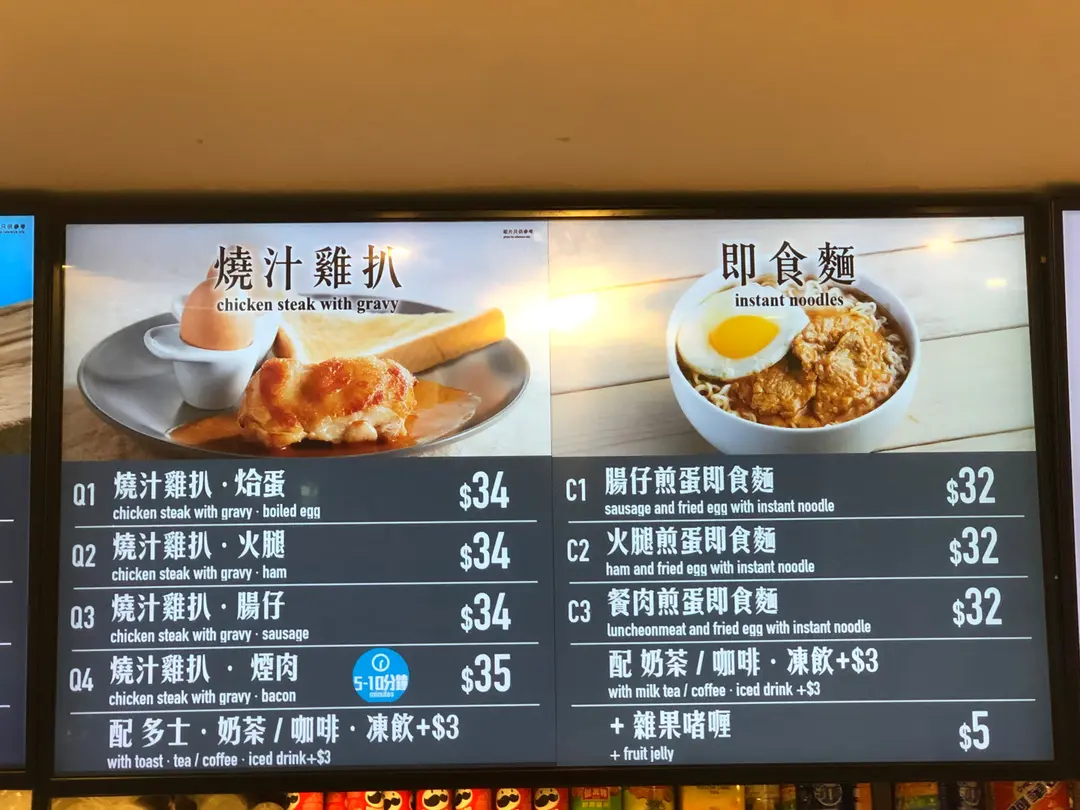 燒汁雞扒
chicken steak with gravy
Q1 燒汁雞扒·烚蛋 $34
chicken steak with gravy · boiled egg
Q2 燒汁雞扒·火腿 $34
chicken steak with gravy · ham
Q3 燒汁雞扒·腸仔 $34
chicken steak with gravy · sausage
Q4 燒汁雞扒 · 煙肉 $35
chicken steak with gravy · bacon
5-10分鐘
minutes
配 多士·奶茶 / 咖啡·凍飲+$3
with toast · tea / coffee · iced drink+$3
即食麵
instant noodles
C1 腸仔煎蛋即食麵 $32
sausage and fried egg with instant noodle
C2 火腿煎蛋即食麵 $32
ham and fried egg with instant noodle
C3 餐肉煎蛋即食麵 $32
luncheonmeat and fried egg with instant noodle
配 奶茶 / 咖啡·凍飲+$3
with milk tea / coffee · iced drink +$3
+ 雜果啫喱 $5
+ fruit jelly